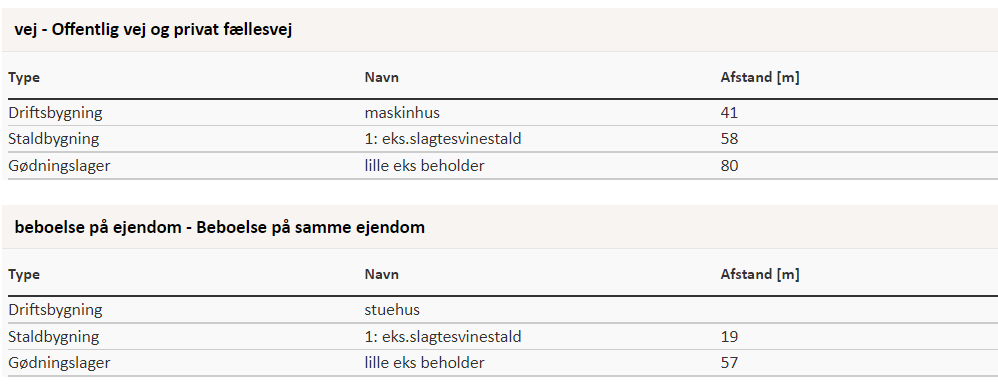 vej - Offentlig vej og privat fællesvej
Type Navn Afstand [m]
Driftsbygning maskinhus 41
Staldbygning 1: eks.slagtesvinestald 58
Gødningslager lille eks beholder 80
beboelse på ejendom - Beboelse på samme ejendom
Type Navn Afstand [m]
Driftsbygning stuehus
Staldbygning 1: eks.slagtesvinestald 19
Gødningslager lille eks beholder 57